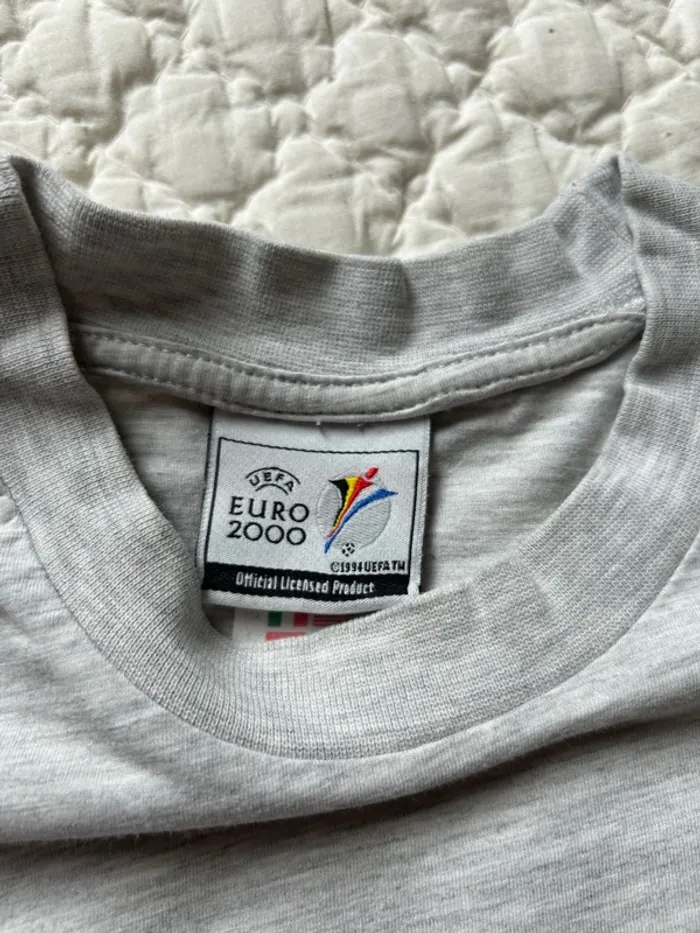 UEFA
EURO
2000
©1994 UEFA TM
Official Licensed Product